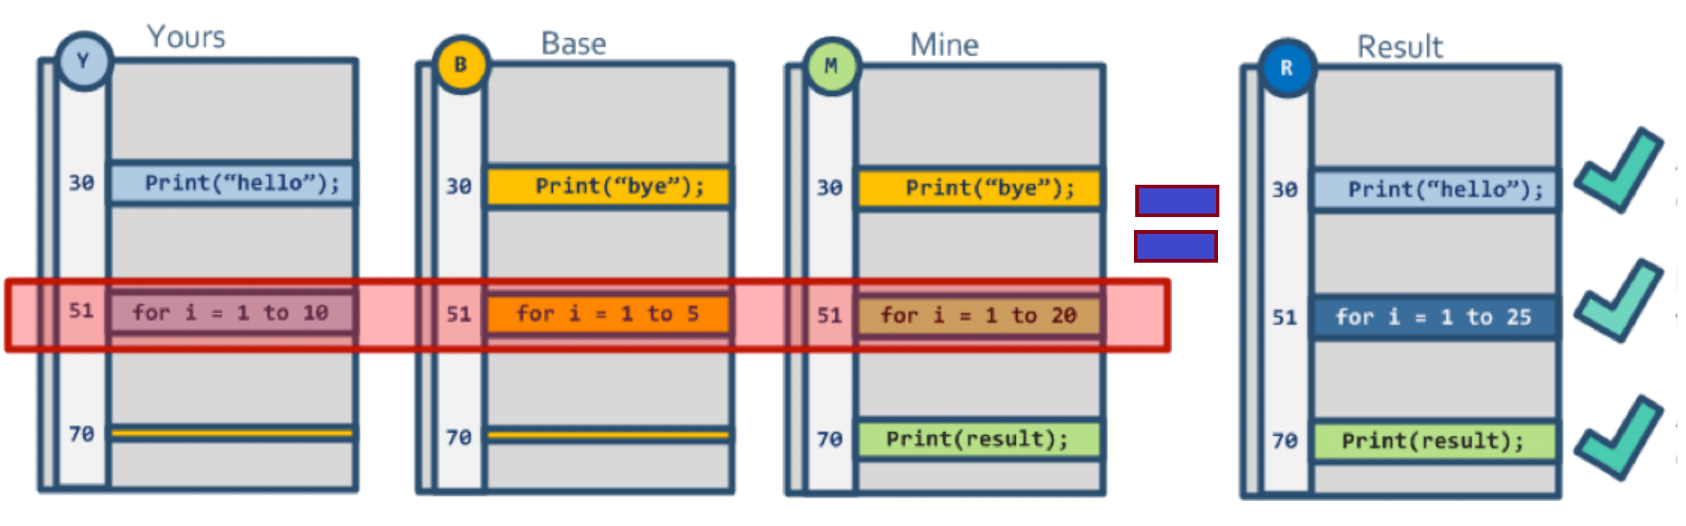 Yours
Y
30 Print(“hello”);
51 for i = 1 to 10
70
Base
B
30 Print(“bye”);
51 for i = 1 to 5
70
Mine
M
30 Print(“bye”);
51 for i = 1 to 20
70 Print(result);
Result
R
30 Print(“hello”);
51 for i = 1 to 25
70 Print(result);